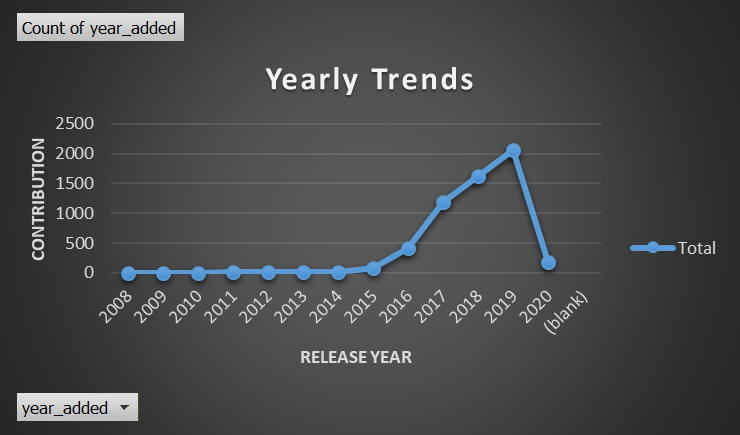 Count of year_added
Yearly Trends
CONTRIBUTION
2500
2000
1500
1000
500
0
2008
2009
2010
2011
2012
2013
2014
2015
2016
2017
2018
2019
2020
(blank)
RELEASE YEAR
Total
year_added